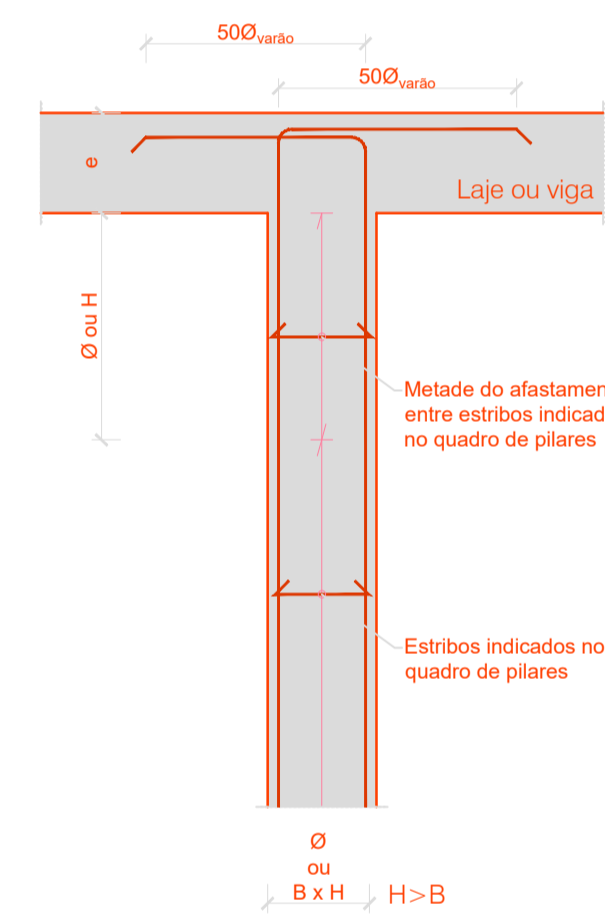 50Øvarão
50Øvarão
e
Laje ou viga
Ø ou H
Metade do afastamen
entre estribos indicad
no quadro de pilares
Estribos indicados no
quadro de pilares
Ø
ou
B x H
H>B